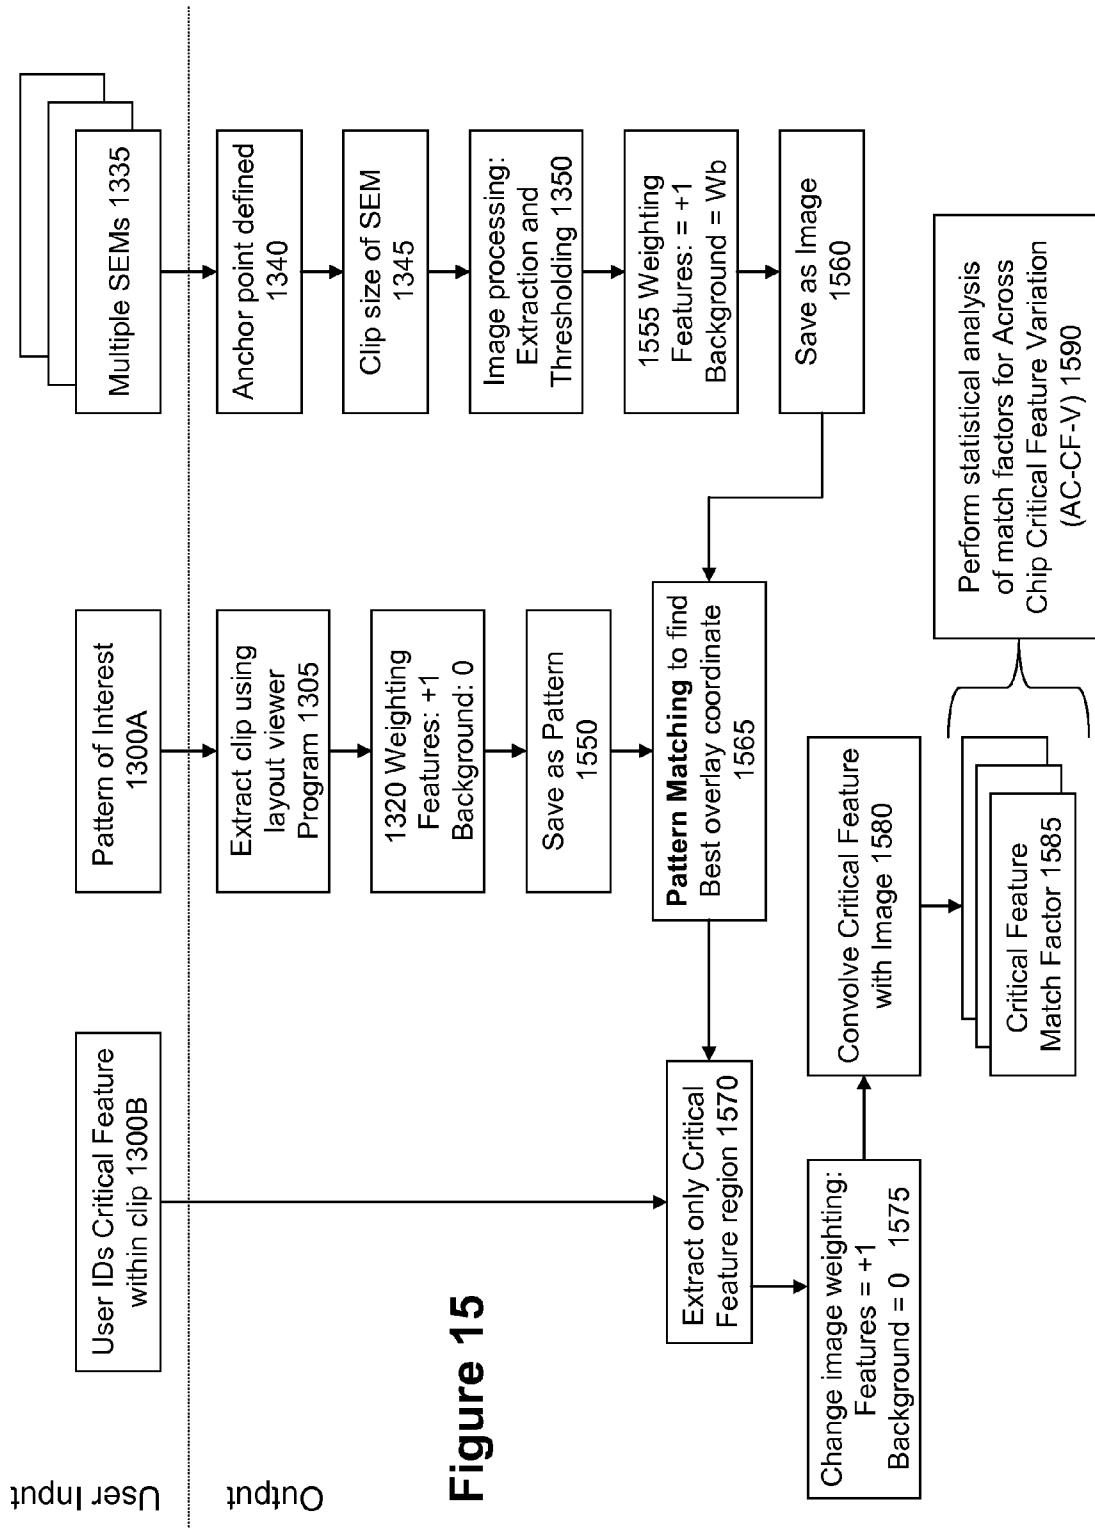 User Input
Output
User IDs Critical Feature
within clip 1300B
Pattern of Interest
1300A
Multiple SEMs 1335
Extract clip using
layout viewer
Program 1305
1320 Weighting
Features: +1
Background: 0
Save as Pattern
1550
Anchor point defined
1340
Clip size of SEM
1345
Image processing:
Extraction and
Thresholding 1350
1555 Weighting
Features: = +1
Background = Wb
Save as Image
1560
Pattern Matching to find
Best overlay coordinate
1565
Extract only Critical
Feature region 1570
Change image weighting:
Features = +1
Background = 0 1575
Convolve Critical Feature
with Image 1580
Critical Feature
Match Factor 1585
Perform statistical analysis
of match factors for Across
Chip Critical Feature Variation
(AC-CF-V) 1590
Figure 15